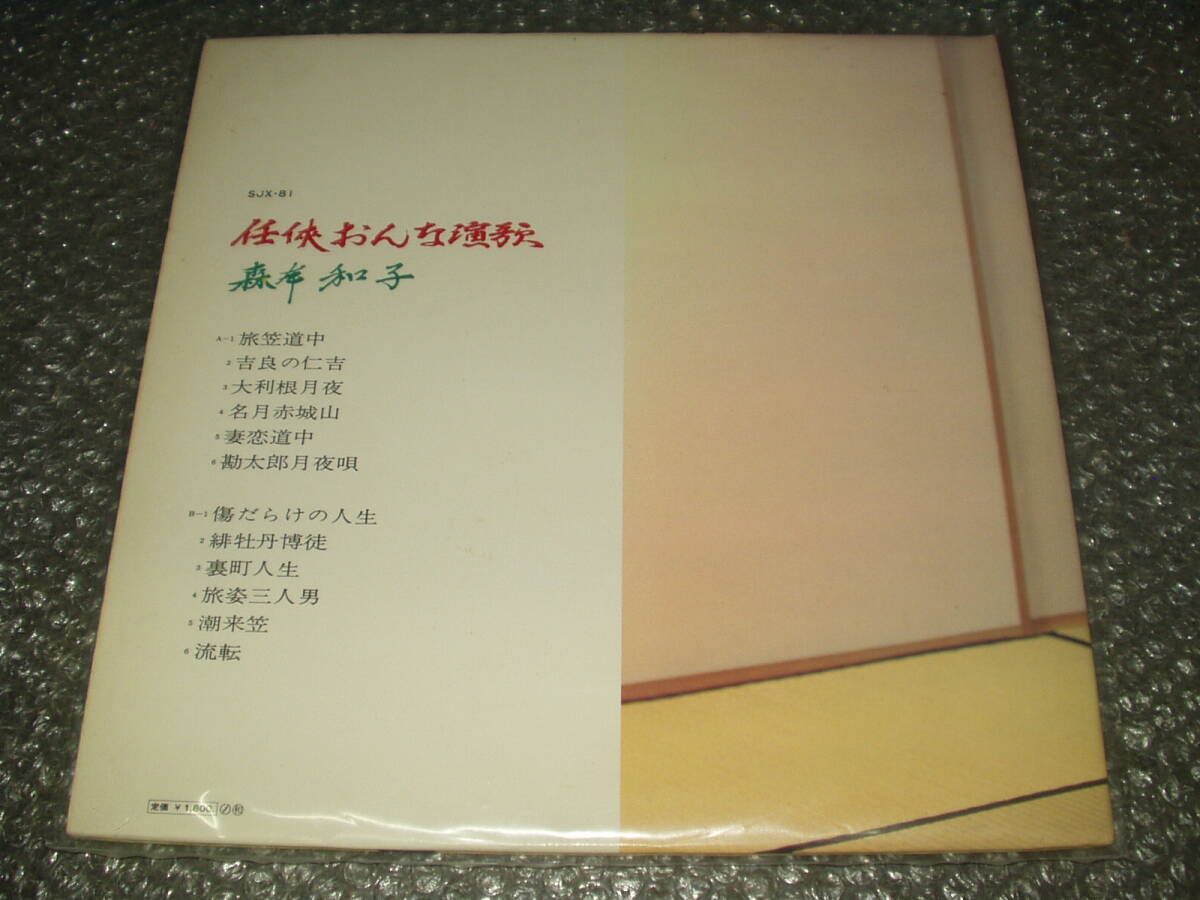 SJX-81
任侠おんな演歌
森本和子
A-1 旅笠道中
2 吉良の仁吉
3 大利根月夜
4 名月赤城山
5 妻恋道中
6 勘太郎月夜唄
B-1 傷だらけの人生
2 緋牡丹博徒
3 裏町人生
4 旅姿三人男
5 潮来笠
6 流転
定価 ¥1,800